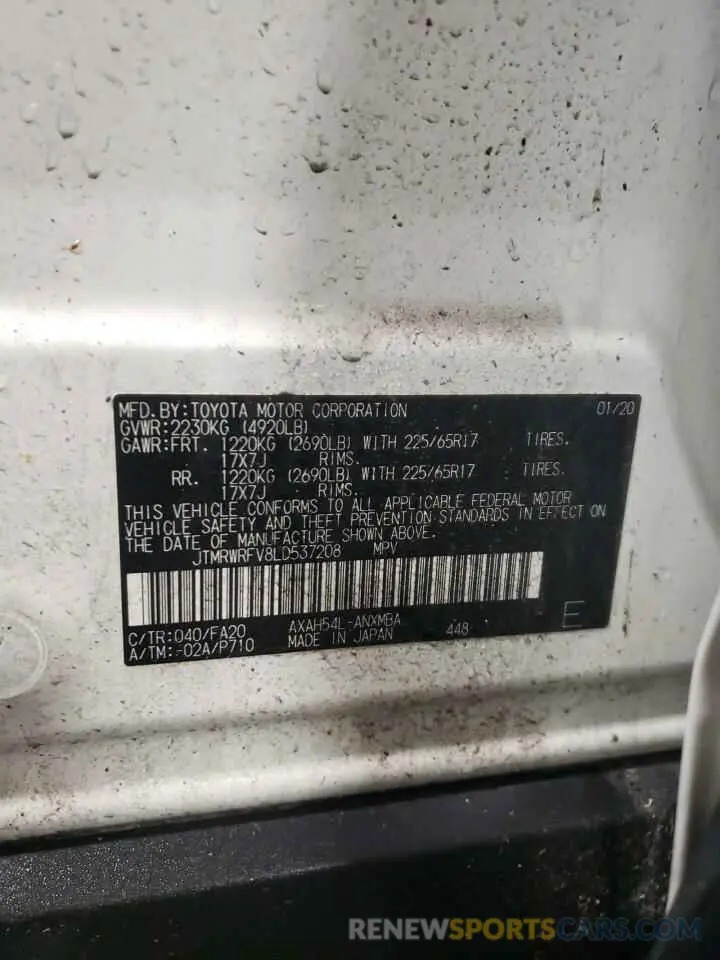 MFD. BY: TOYOTA MOTOR CORPORATION 01/20
GVWR: 2230KG (4920LB)
GAWR: FRT. 1220KG (2690LB) WITH 225/65R17 TIRES.
17X7J RIMS.
RR. 1220KG (2690LB) WITH 225/65R17 TIRES.
17X7J RIMS.
THIS VEHICLE CONFORMS TO ALL APPLICABLE FEDERAL MOTOR
VEHICLE SAFETY AND THEFT PREVENTION STANDARDS IN EFFECT ON
THE DATE OF MANUFACTURE SHOWN ABOVE.
JTMRWRFV8LD537208 MPV
C/TR: 040/FA20 AXAH54L-ANXMBA 448 E
A/TM: -02A/P710 MADE IN JAPAN
RENEWSPORTSCARS.COM